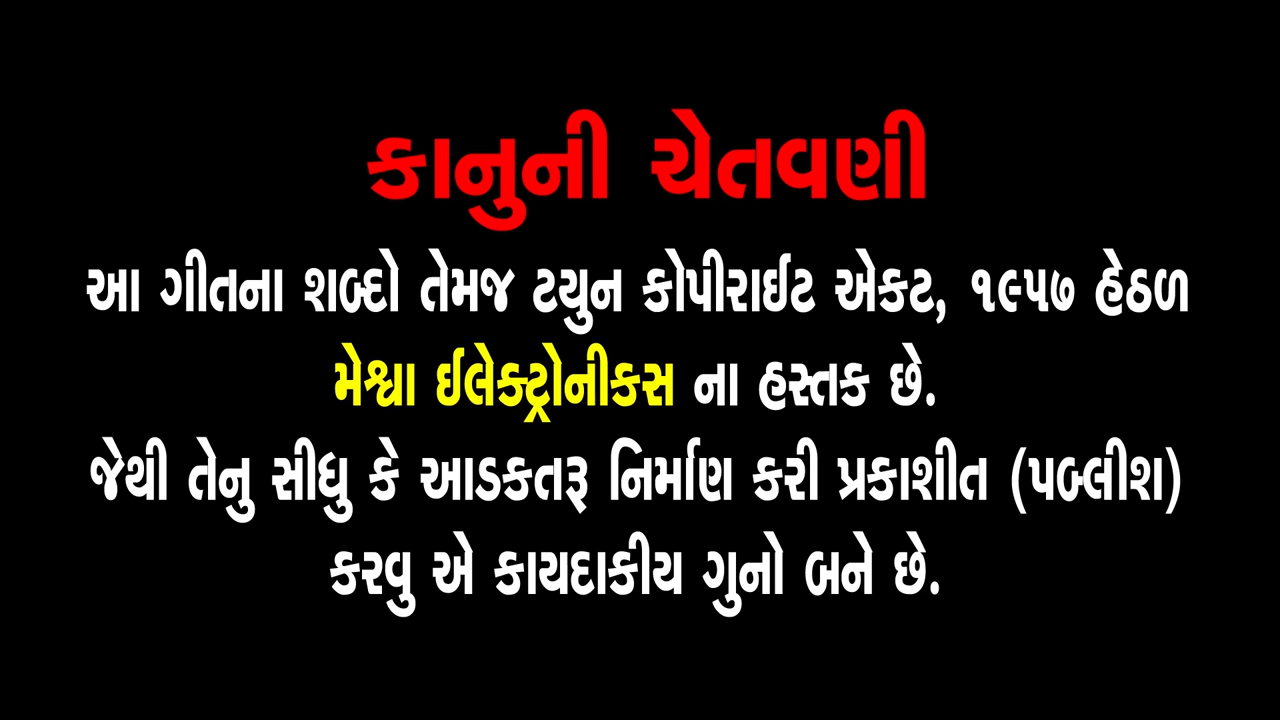 કાનુની ચેતવણી
આ ગીતના શબ્દો તેમજ ટયુન કોપીરાઈટ એકટ, ૧૯૫૭ હેઠળ
મેશ્વા ઈલેક્ટ્રોનીકસ ના હસ્તક છે.
જેથી તેનુ સીધુ કે આડકતરૂ નિર્માણ કરી પ્રકાશીત (પબ્લીશ)
કરવુ એ કાયદાકીય ગુનો બને છે.